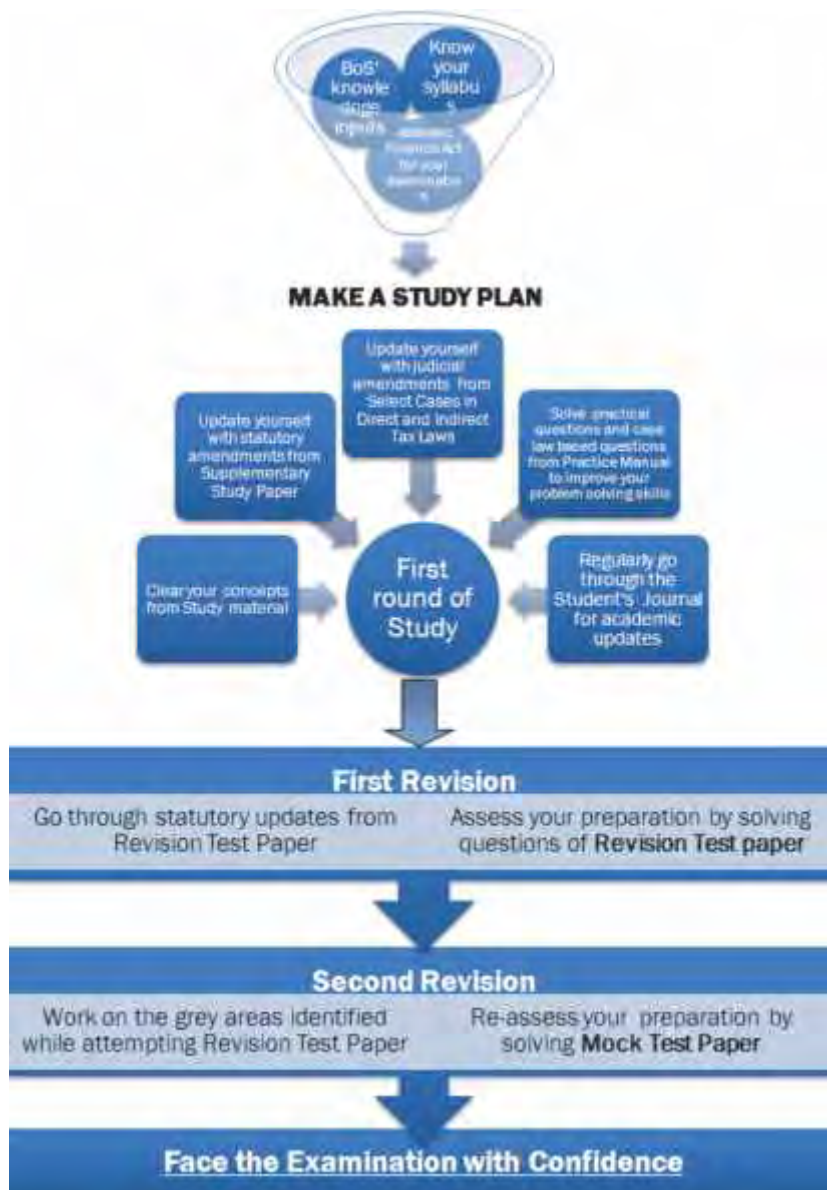 Know
your
syllabu
s
BoS'
knowle
dge
inputs
Finance Act
for your
examination
MAKE A STUDY PLAN
Update yourself
with judicial
amendments from
Select Cases in
Direct and Indirect
Tax Laws
Update yourself
with statutory
amendments from
Supplementary
Study Paper
Solve practical
questions and case
law based questions
from Practice Manual
to improve your
problem solving skills
Clear your concepts
from Study material
First
round of
Study
Regularly go
through the
Student's Journal
for academic
updates
First Revision
Go through statutory updates from
Revision Test Paper
Assess your preparation by solving
questions of Revision Test paper
Second Revision
Work on the grey areas identified
while attempting Revision Test Paper
Re-assess your preparation by
solving Mock Test Paper
Face the Examination with Confidence